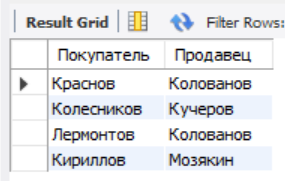 Result Grid Filter Rows:
Покупатель Продавец
Краснов Колованов
Колесников Кучеров
Лермонтов Колованов
Кириллов Мозякин